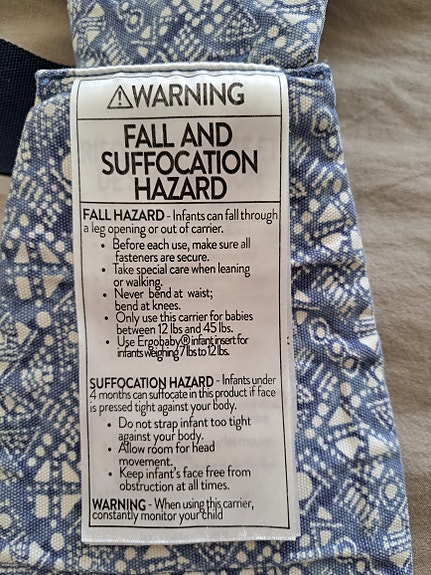 ⚠WARNING
FALL AND
SUFFOCATION
HAZARD
FALL HAZARD - Infants can fall through
a leg opening or out of carrier.
• Before each use, make sure all
fasteners are secure.
• Take special care when leaning
or walking.
• Never bend at waist;
bend at knees.
• Only use this carrier for babies
between 12 lbs and 45 lbs.
• Use Ergobaby® infant insert for
infants weighing 7 lbs to 12 lbs.
SUFFOCATION HAZARD - Infants under
4 months can suffocate in this product if face
is pressed tight against your body.
• Do not strap infant too tight
against your body.
• Allow room for head
movement.
• Keep infant's face free from
obstruction at all times.
WARNING - When using this carrier,
constantly monitor your child